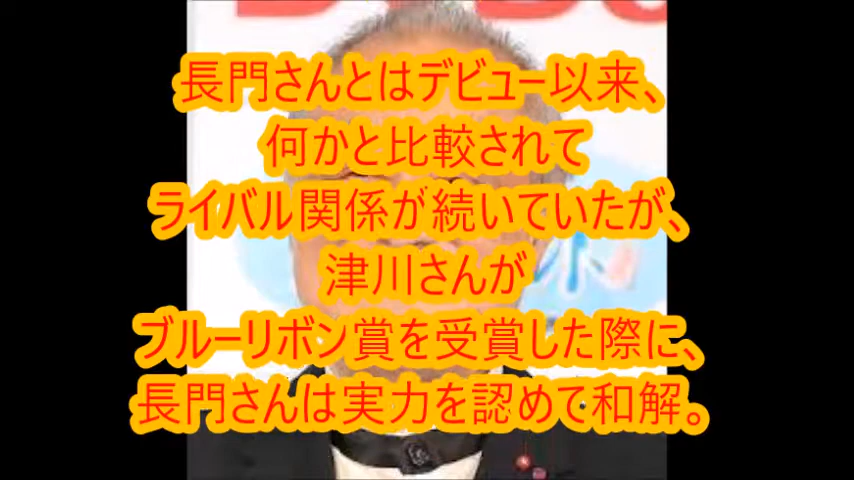 長門さんとはデビュー以来、
何かと比較されて
ライバル関係が続いていたが、
津川さんが
ブルーリボン賞を受賞した際に、
長門さんは実力を認めて和解。